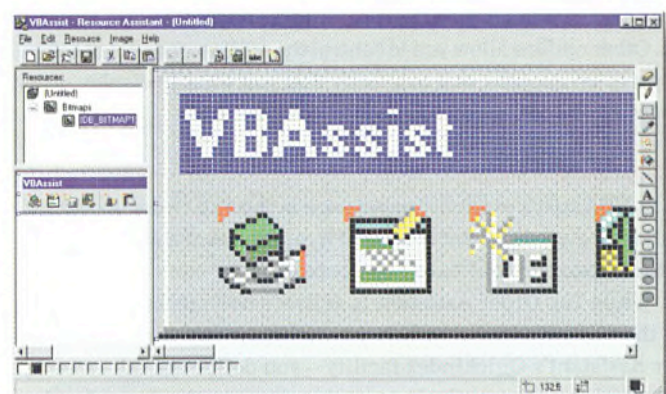 VBAssist - Resource Assistant - (Untitled)
File Edit Resource Image Help
Resources:
(Untitled)
Bitmaps
IDB_BITMAP1
VBAssist
VBAssist
A
132,5